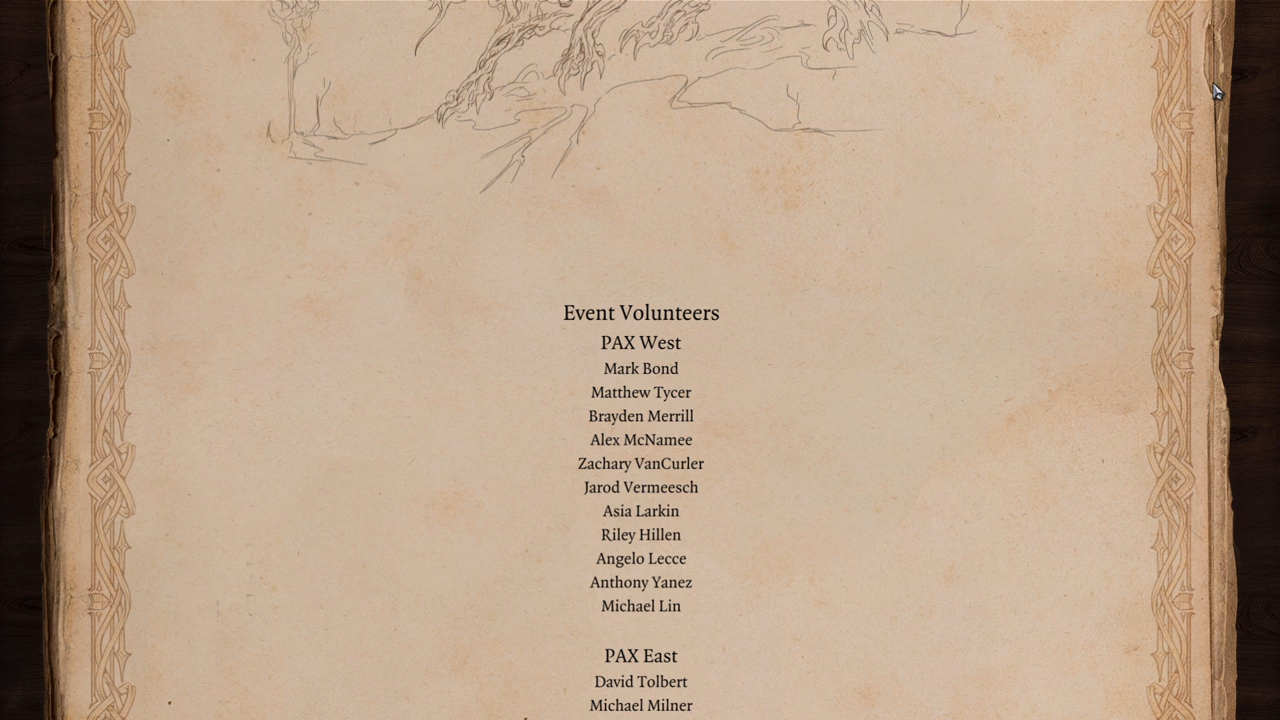 Event Volunteers
PAX West
Mark Bond
Matthew Tycer
Brayden Merrill
Alex McNamee
Zachary VanCurler
Jarod Vermeesch
Asia Larkin
Riley Hillen
Angelo Lecce
Anthony Yanez
Michael Lin
PAX East
David Tolbert
Michael Milner